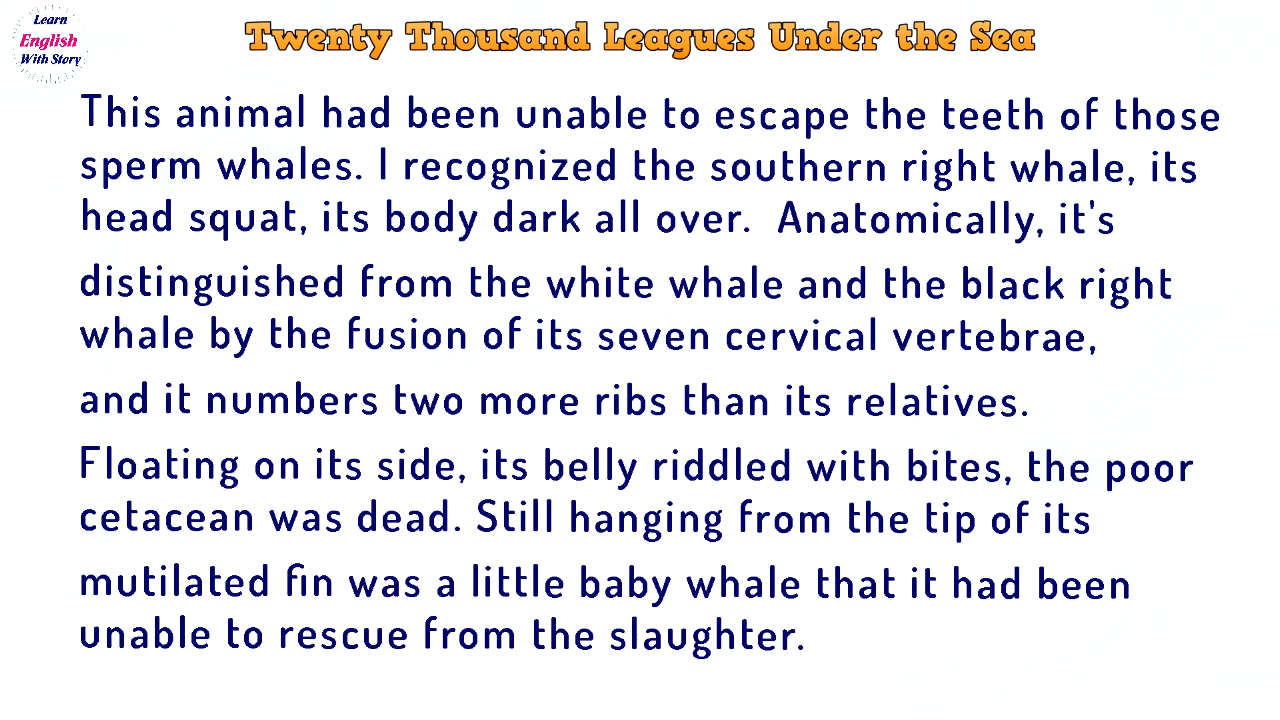 Learn
English
With Story
Twenty Thousand Leagues Under the Sea
This animal had been unable to escape the teeth of those
sperm whales. I recognized the southern right whale, its
head squat, its body dark all over.  Anatomically, it's
distinguished from the white whale and the black right
whale by the fusion of its seven cervical vertebrae,
and it numbers two more ribs than its relatives.
Floating on its side, its belly riddled with bites, the poor
cetacean was dead. Still hanging from the tip of its
mutilated fin was a little baby whale that it had been
unable to rescue from the slaughter.